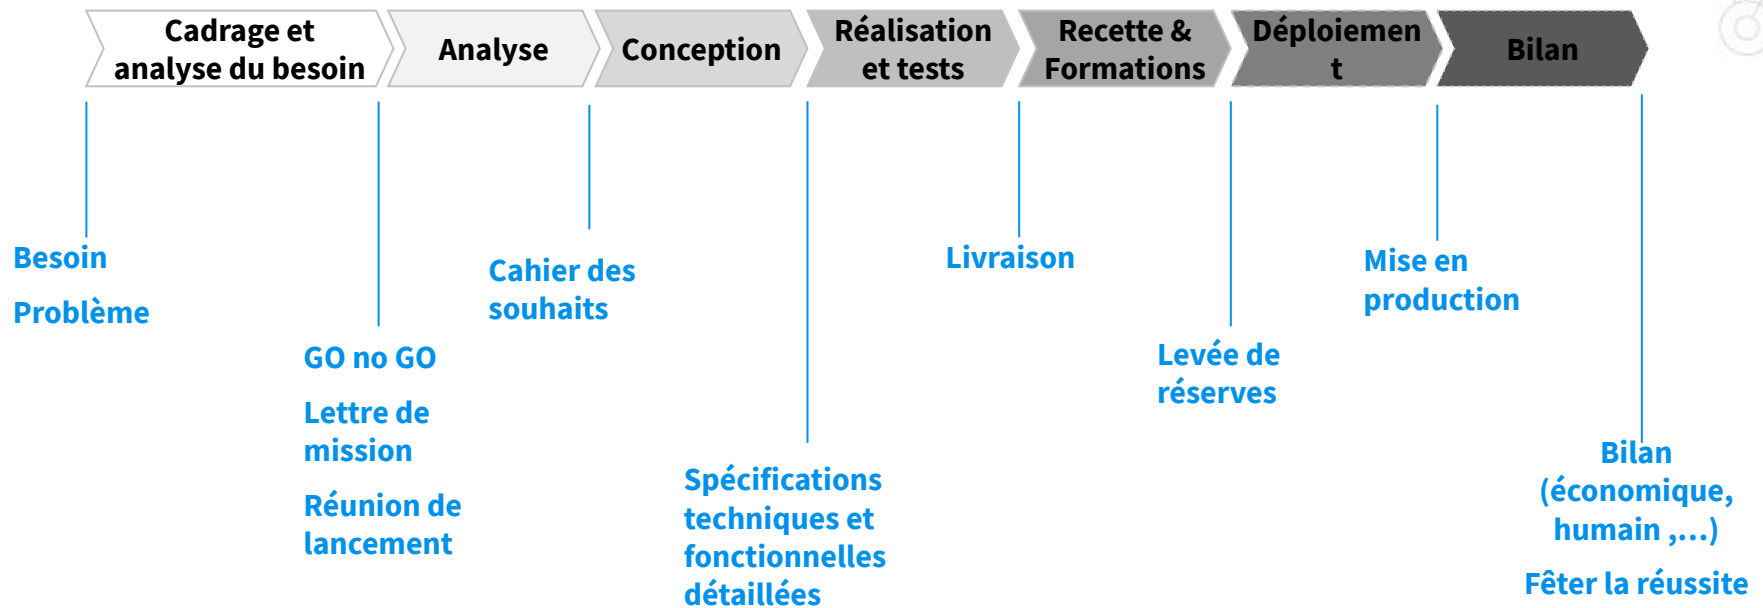 Cadrage et
analyse du besoin
Analyse
Conception
Réalisation
et tests
Recette &
Formations
Déploiemen
t
Bilan
Besoin
Problème
GO no GO
Lettre de
mission
Réunion de
lancement
Cahier des
souhaits
Spécifications
techniques et
fonctionnelles
détaillées
Livraison
Levée de
réserves
Mise en
production
Bilan
(économique,
humain ,...)
Fêter la réussite